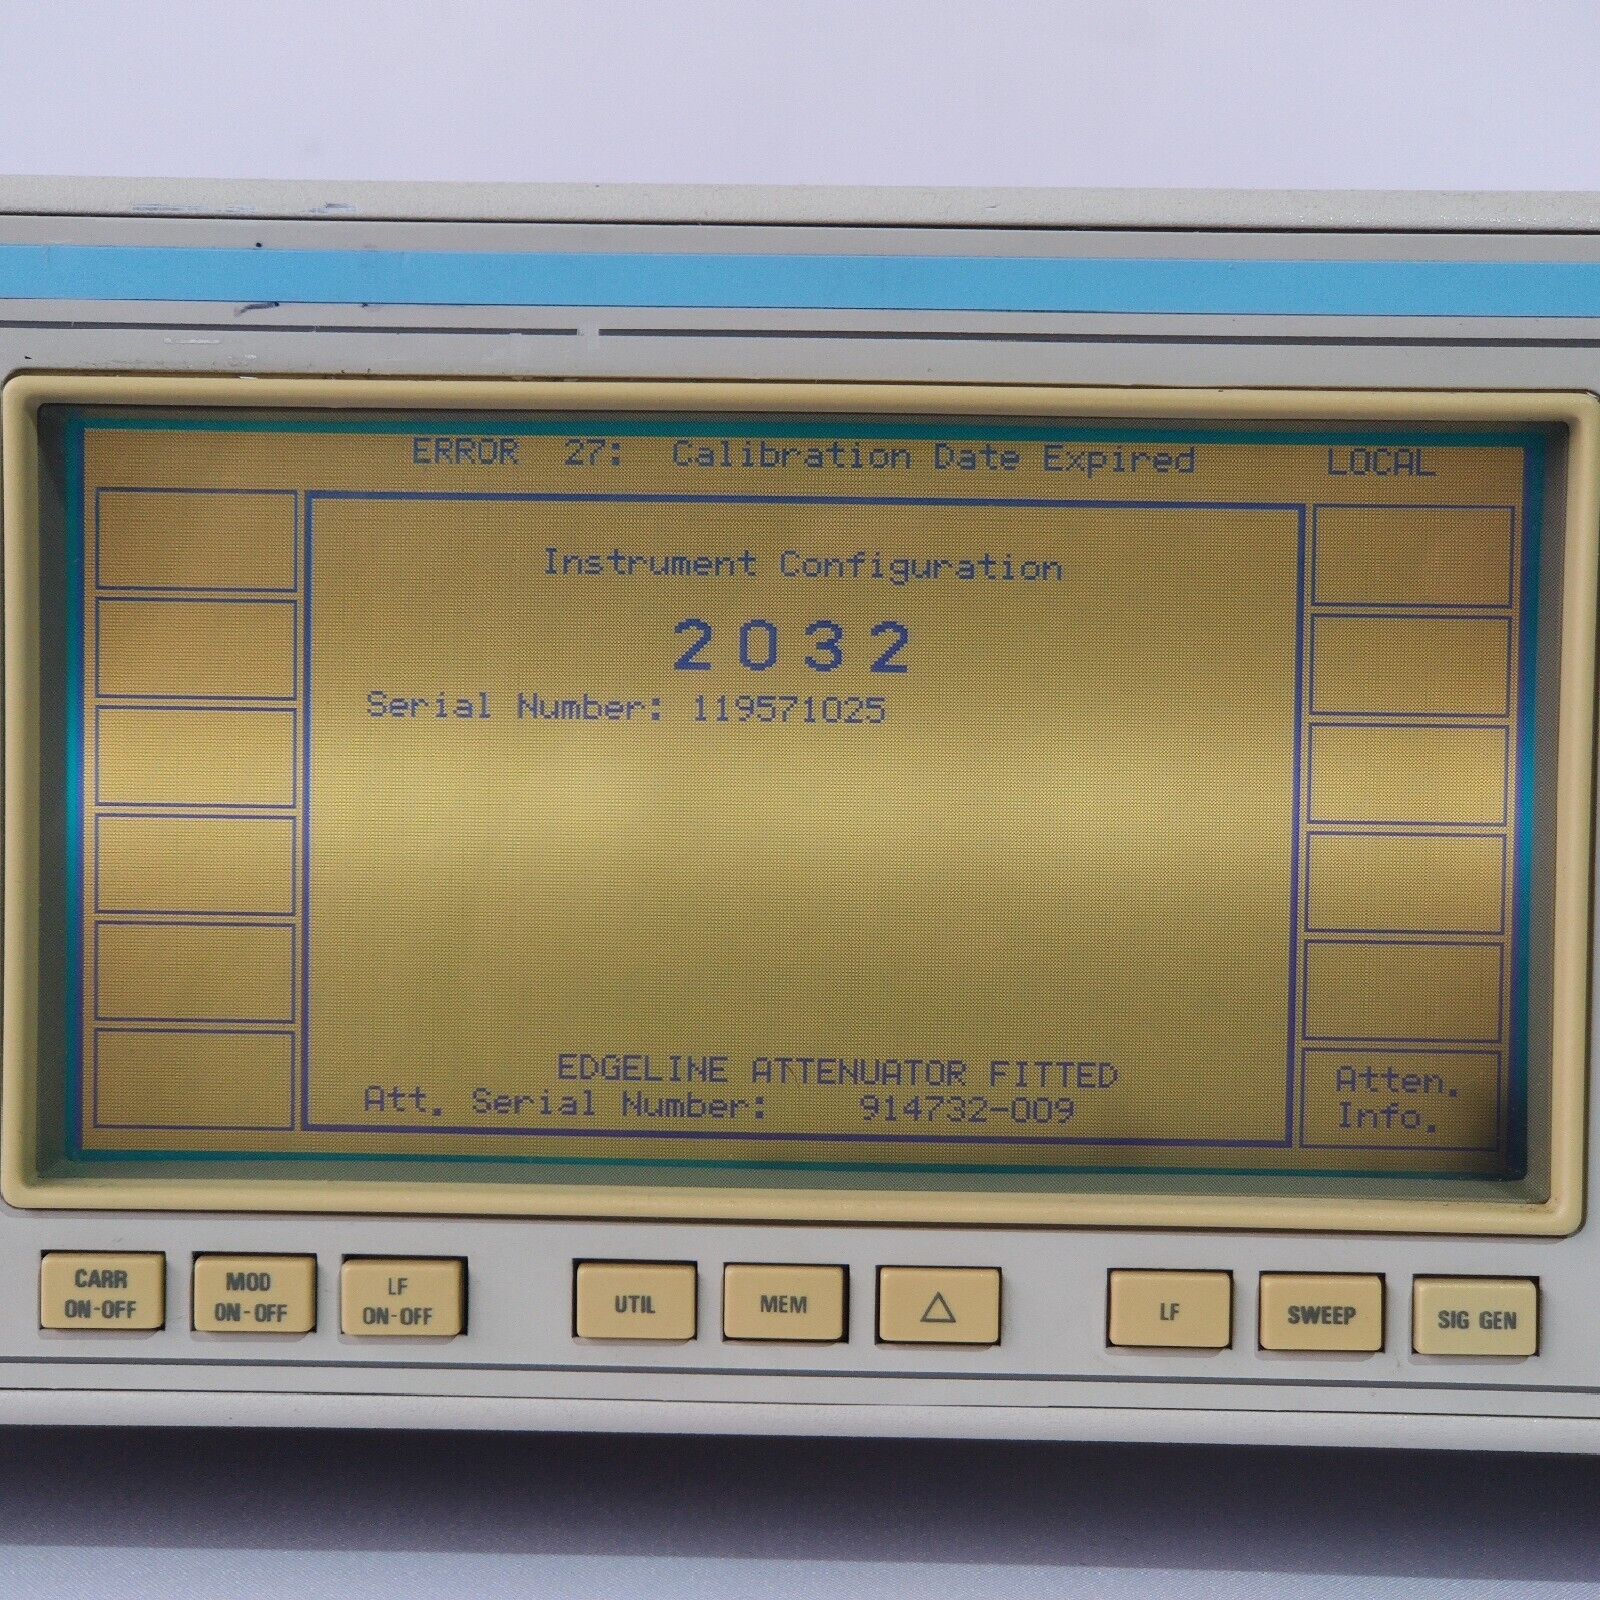 ERROR 27: Calibration Date Expired LOCAL
Instrument Configuration
2032
Serial Number: 119571025
EDGELINE ATTENUATOR FITTED
Att. Serial Number: 914732-009
Atten.
Info.
CARR
ON-OFF
MOD
ON-OFF
LF
ON-OFF
UTIL
MEM
△
LF
SWEEP
SIG GEN